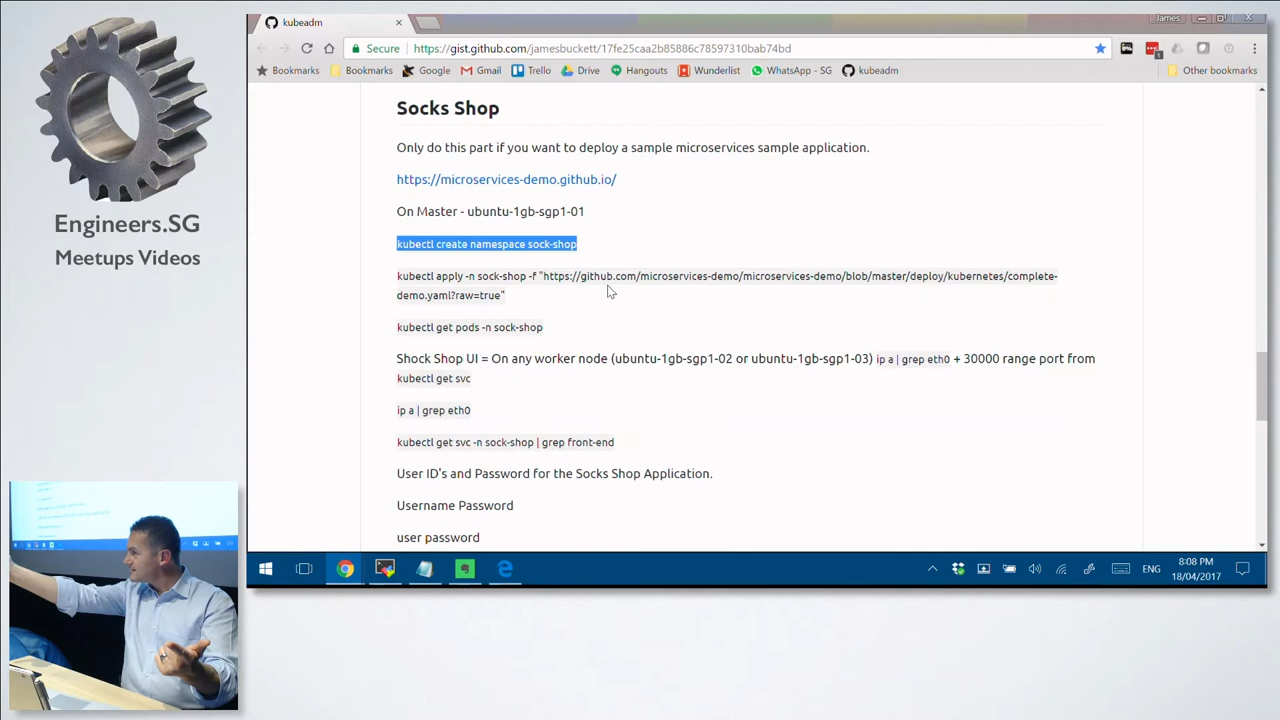 kubeadm
James
Secure
https://gist.github.com/jamesbuckett/17fe25caa2b85886c78597310bab74bd
Bookmarks
Bookmarks
Google
Gmail
Trello
Drive
Hangouts
Wunderlist
WhatsApp - SG
kubeadm
Other bookmarks
Engineers.SG
Meetups Videos
Socks Shop
Only do this part if you want to deploy a sample microservices sample application.
https://microservices-demo.github.io/
On Master - ubuntu-1gb-sgp1-01
kubectl create namespace sock-shop
kubectl apply -n sock-shop -f "https://github.com/microservices-demo/microservices-demo/blob/master/deploy/kubernetes/complete-
demo.yaml?raw=true"
kubectl get pods -n sock-shop
Shock Shop UI = On any worker node (ubuntu-1gb-sgp1-02 or ubuntu-1gb-sgp1-03) ip a | grep eth0 + 30000 range port from
kubectl get svc
ip a | grep eth0
kubectl get svc -n sock-shop | grep front-end
User ID's and Password for the Socks Shop Application.
Username Password
user password
ENG
8:08 PM
18/04/2017